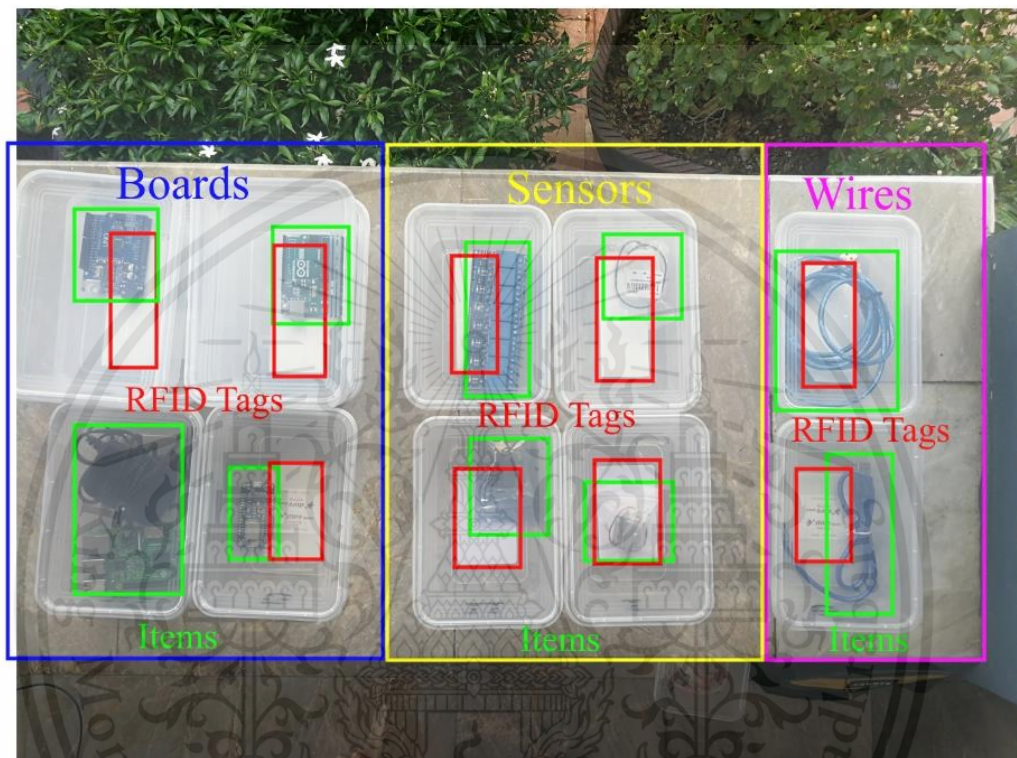 Boards
Sensors
Wires
RFID Tags
RFID Tags
RFID Tags
Items
Items
Items